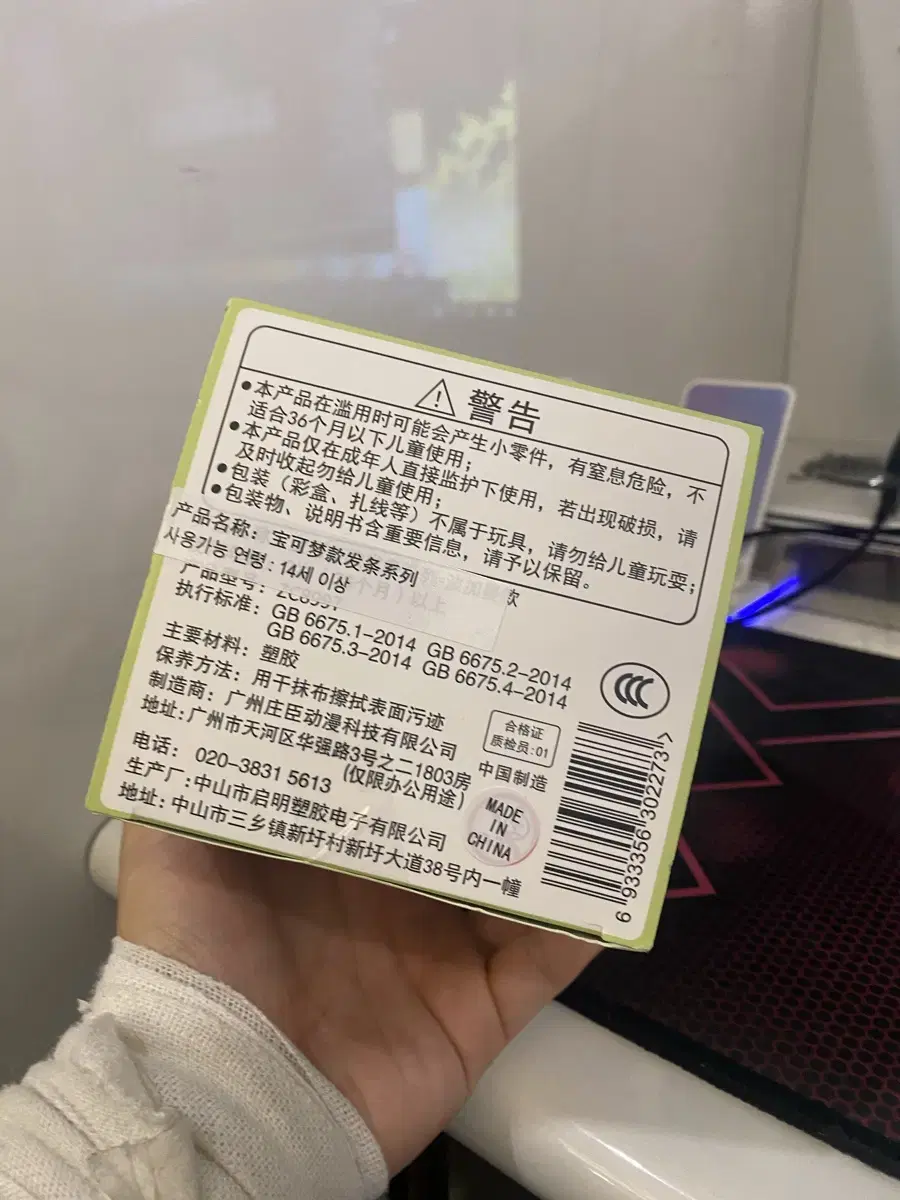 警告
●本产品在滥用时可能会产生小零件，有窒息危险，不
适合36个月以下儿童使用；
●本产品仅在成年人直接监护下使用，若出现破损，请
及时收起勿给儿童使用；
●包装（彩盒、扎线等）不属于玩具，请勿给儿童玩耍；
●包装物、说明书含重要信息，请予以保留。
产品名称：宝可梦款发条系列
款
사용가능 연령: 14세 이상
个月）以上
产品型号：
执行标准：GB 6675.1-2014 GB 6675.2-2014
GB 6675.3-2014 GB 6675.4-2014
主要材料：塑胶
保养方法：用干抹布擦拭表面污迹
制造商：广州庄臣动漫科技有限公司
地址：广州市天河区华强路3号之二1803房
(仅限办公用途)
电话： 020-3831 5613
生产厂：中山市启明塑胶电子有限公司
地址：中山市三乡镇新圩村新圩大道38号内一幢
CCC
合格证
质检员:01
中国制造
MADE
IN
CHINA
6 933356 302273